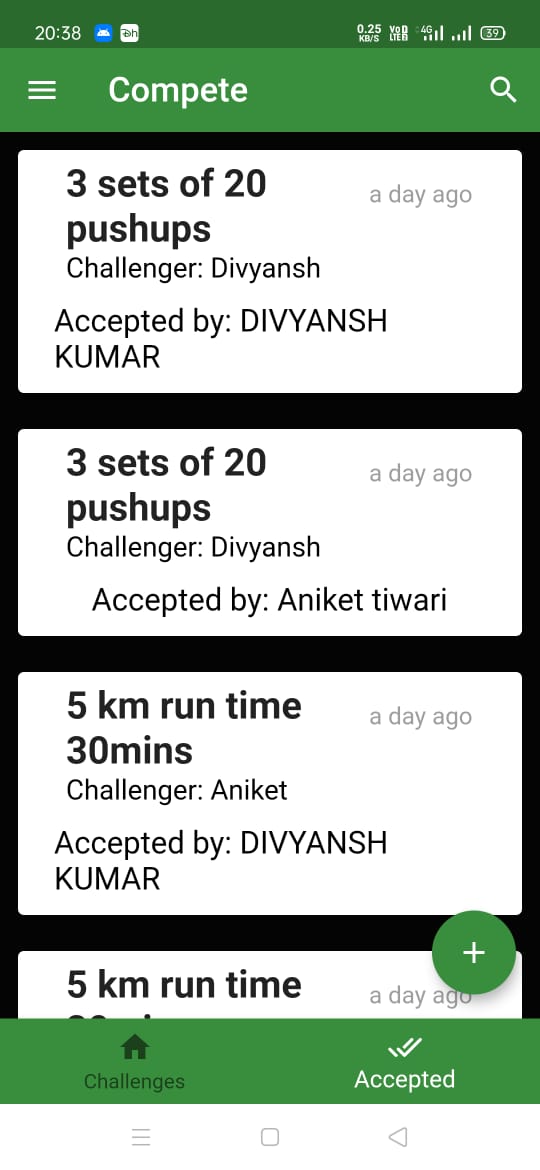 20:38 Dh 0.25 KB/S VoD LTE 4G 39
Compete
3 sets of 20
a day ago
pushups
Challenger: Divyansh
Accepted by: DIVYANSH
KUMAR
3 sets of 20
a day ago
pushups
Challenger: Divyansh
Accepted by: Aniket tiwari
5 km run time
a day ago
30mins
Challenger: Aniket
Accepted by: DIVYANSH
KUMAR
5 km run time
a day ago
+
Challenges
Accepted